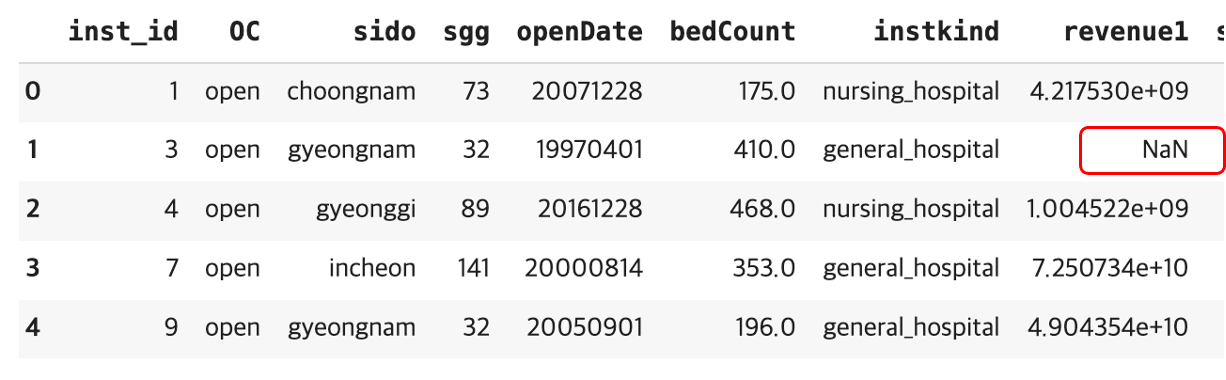 inst_id OC sido sgg openDate bedCount instkind revenue1
0 1 open choongnam 73 20071228 175.0 nursing_hospital 4.217530e+09
1 3 open gyeongnam 32 19970401 410.0 general_hospital NaN
2 4 open gyeonggi 89 20161228 468.0 nursing_hospital 1.004522e+09
3 7 open incheon 141 20000814 353.0 general_hospital 7.250734e+10
4 9 open gyeongnam 32 20050901 196.0 general_hospital 4.904354e+10